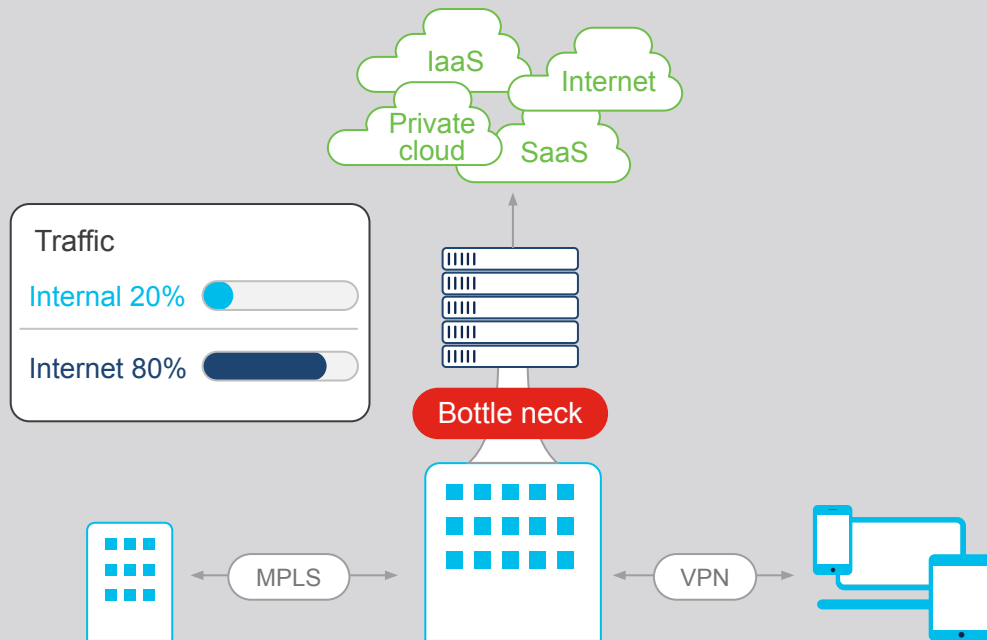 IaaS
Internet
Private
cloud
SaaS
Traffic
Internal 20%
Internet 80%
Bottle neck
MPLS
VPN